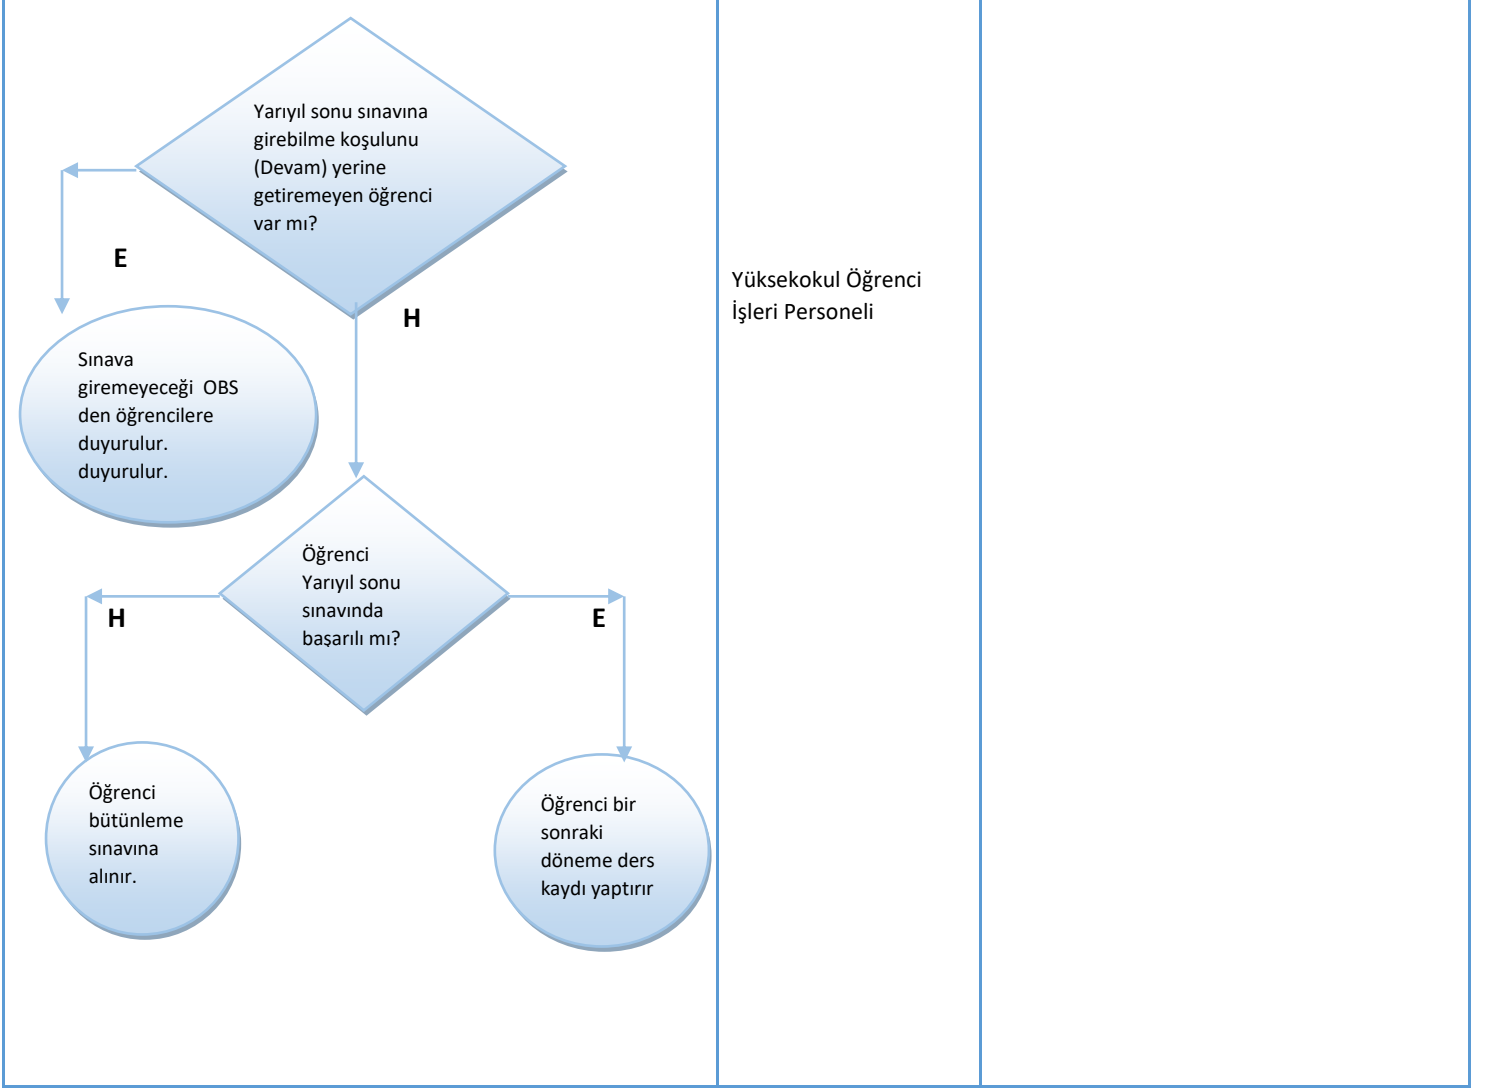 Yarıyıl sonu sınavına
girebilme koşulunu
(Devam) yerine
getiremeyen öğrenci
var mı?
E
H
Sınava
giremeyeceği  OBS
den öğrencilere
duyurulur.
duyurulur.
Öğrenci
Yarıyıl sonu
sınavında
başarılı mı?
H
E
Öğrenci
bütünleme
sınavına
alınır.
Öğrenci bir
sonraki
döneme ders
kaydı yaptırır
Yüksekokul Öğrenci
İşleri Personeli